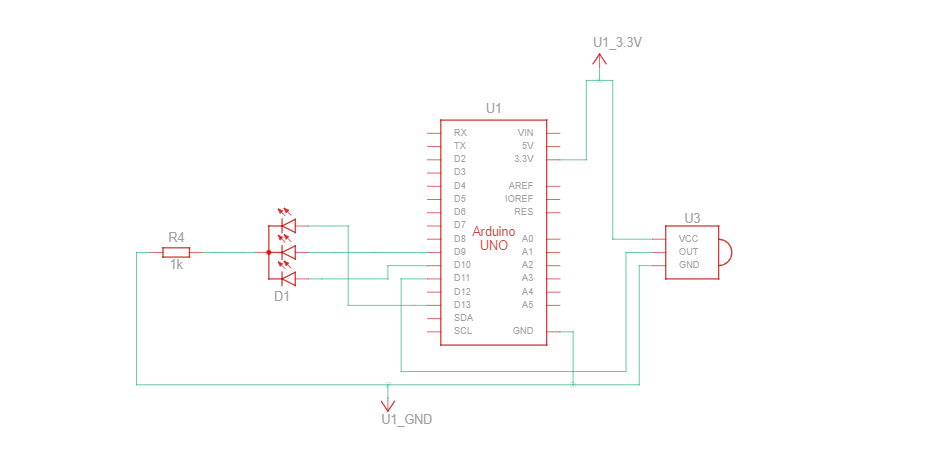 U1_3.3V
U1
RX VIN
TX 5V
D2 3.3V
D3
D4 AREF
D5 IOREF
D6 RES
D7
Arduino
UNO
D8 A0
D9 A1
D10 A2
D11 A3
D12 A4
D13 A5
SDA
SCL GND
R4
1k
D1
U3
VCC
OUT
GND
U1_GND